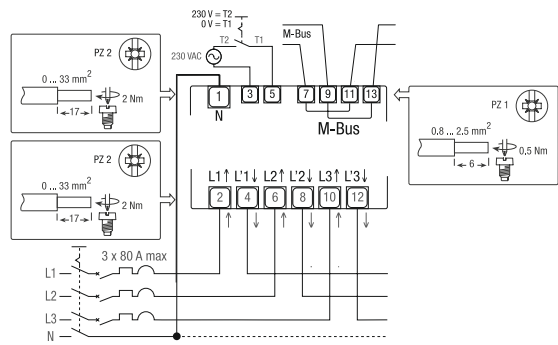 230 V = T2
0 V = T1
T2
T1
230 VAC
M-Bus
PZ 2
0 ... 33 mm²
2 Nm
17
1
3
5
7
9
11
13
N
M-Bus
PZ 1
0.8 ... 2.5 mm²
0,5 Nm
6
PZ 2
0 ... 33 mm²
2 Nm
17
L1↑ L'1↓ L2↑ L'2↓ L3↑ L'3↓
2 4 6 8 10 12
3 x 80 A max
L1
L2
L3
N